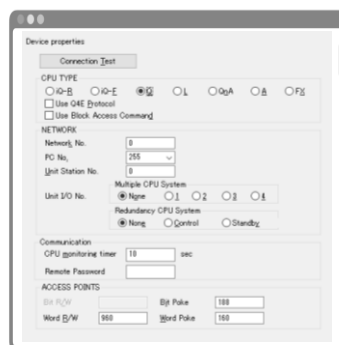 Device properties
Connection Test
CPU TYPE
iQ-R iQ-F Q L QnA A FX
Use Q4E Protocol
Use Block Access Command
NETWORK
Network No. 0
PC No. 255
Unit Station No. 0
Multiple CPU System
Unit I/O No. None 1 2 3 4
Redundancy CPU System
None Control Standby
Communication
CPU monitoring timer 10 sec
Remote Password
ACCESS POINTS
Bit R/W Bit Poke 188
Word R/W 960 Word Poke 160